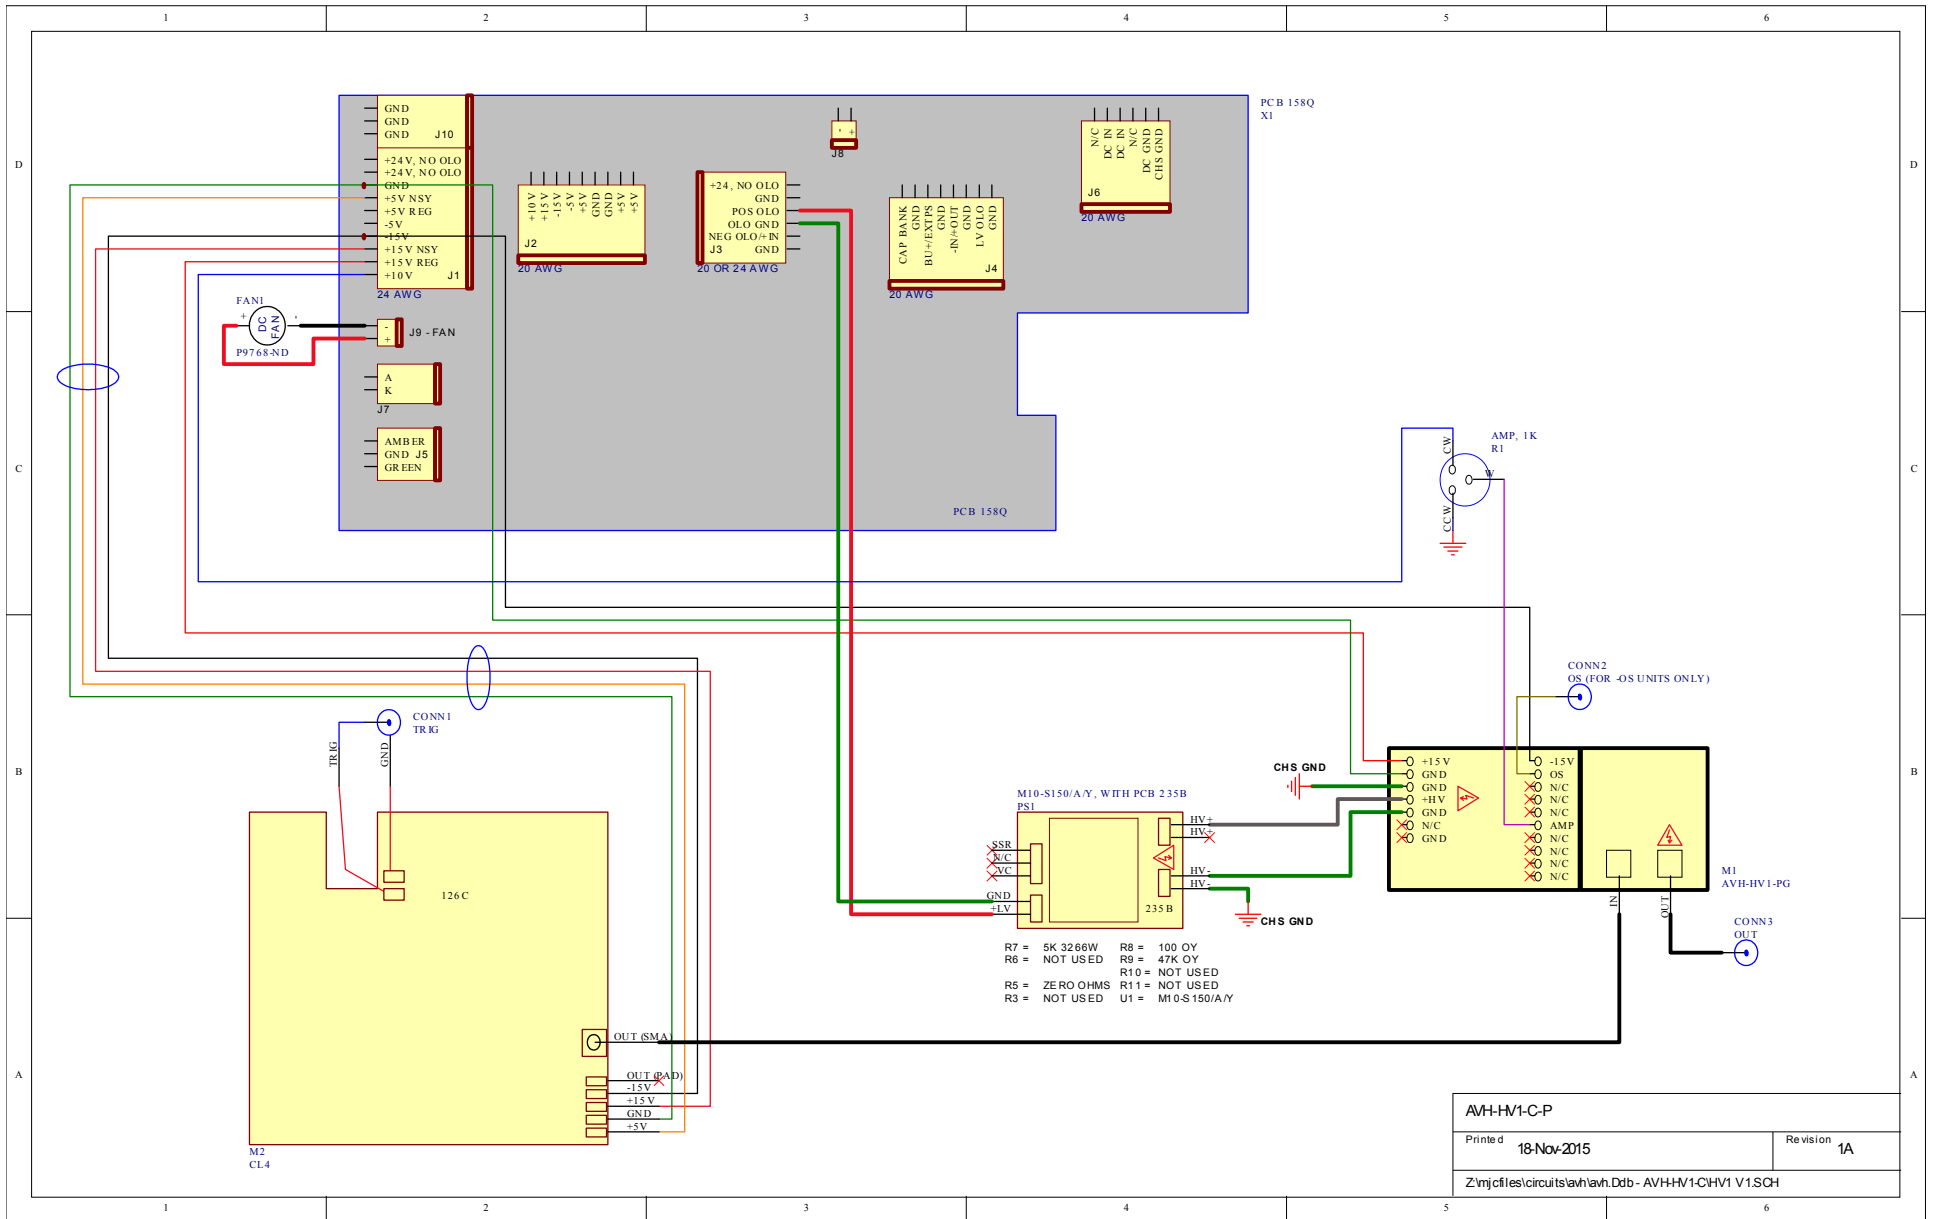 1 2 3 4 5 6
D
C
B
A
D
C
B
A
PCB 158Q
X1
GND
GND
GND J10
+24V, NO OLO
+24V, NO OLO
GND
+5V NSY
+5V REG
-5V
-15V
+15V NSY
+15V REG
+10V J1
24 AWG
+10V
+15V
-15V
-5V
+5V
GND
GND
+5V
+5V
J2
20 AWG
+24, NO OLO
GND
POS OLO
OLO GND
NEG OLO/+IN
J3 GND
20 OR 24 AWG
- +
J8
CAP BANK
GND
BU+/EXTPS
GND
-IN/+OUT
GND
LV OLO
GND
J4
20 AWG
N/C
DC IN
DC IN
N/C
DC GND
CHS GND
J6
20 AWG
FAN1
+ -
DC
FAN
P9768-ND
-
+
J9 - FAN
A
K
J7
AMBER
GND J5
GREEN
PCB 158Q
AMP, 1K
R1
CW
W
CCW
CONN2
OS (FOR -OS UNITS ONLY)
CONN1
TRIG
TRIG
GND
126C
OUT (SMA)
OUT (PAD)
-15V
+15V
GND
+5V
M2
CL4
M10-S150/A/Y, WITH PCB 235B
PS1
SSR
N/C
VC
GND
+LV
HV+
HV+
HV-
HV-
235B
CHS GND
CHS GND
R7 = 5K 3266W R8 = 100 OY
R6 = NOT USED R9 = 47K OY
R10 = NOT USED
R5 = ZERO OHMS R11 = NOT USED
R3 = NOT USED U1 = M10-S150/A/Y
+15V
GND
GND
+HV
GND
N/C
GND
-15V
OS
N/C
N/C
N/C
AMP
N/C
N/C
N/C
N/C
IN
OUT
M1
AVH-HV1-PG
CONN3
OUT
AVH-HV1-C-P
Printed 18-Nov-2015 Revision 1A
Z:\mjcfiles\circuits\avh\avh.Ddb - AVH-HV1-C\HV1 V1.SCH
1 2 3 4 5 6